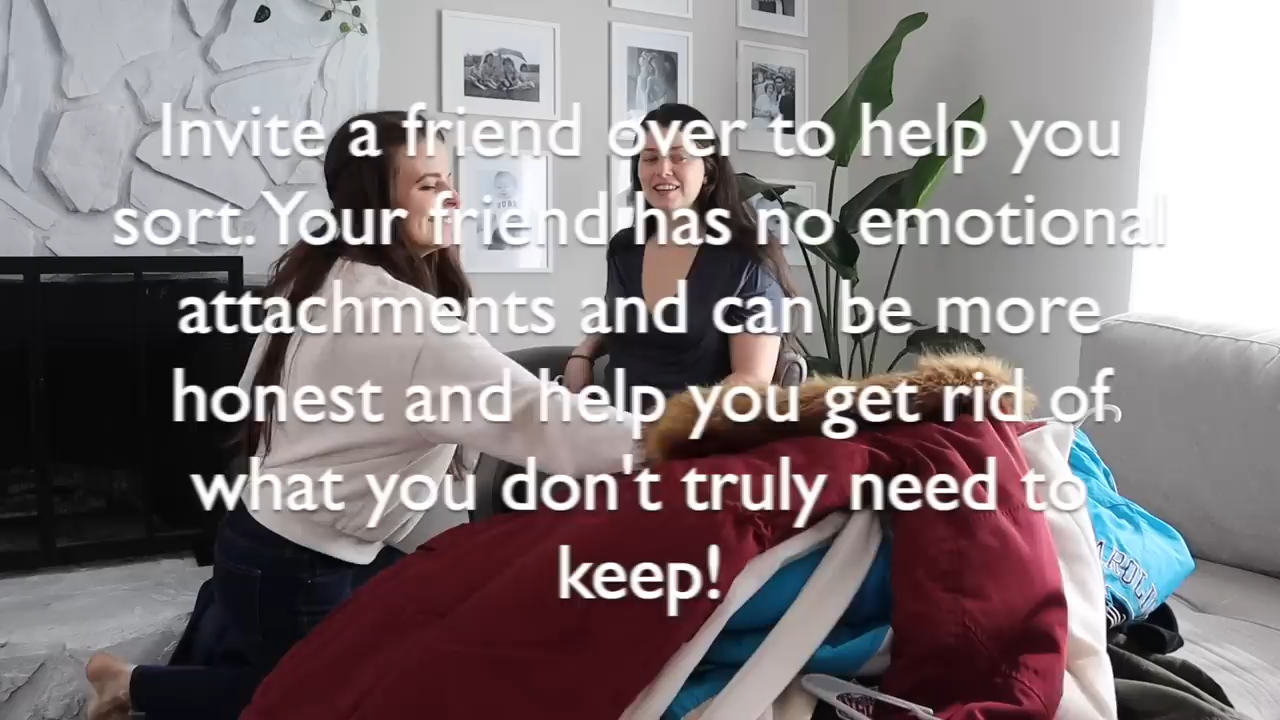 Invite a friend over to help you
sort. Your friend has no emotional
attachments and can be more
honest and help you get rid of
what you don't truly need to
keep!